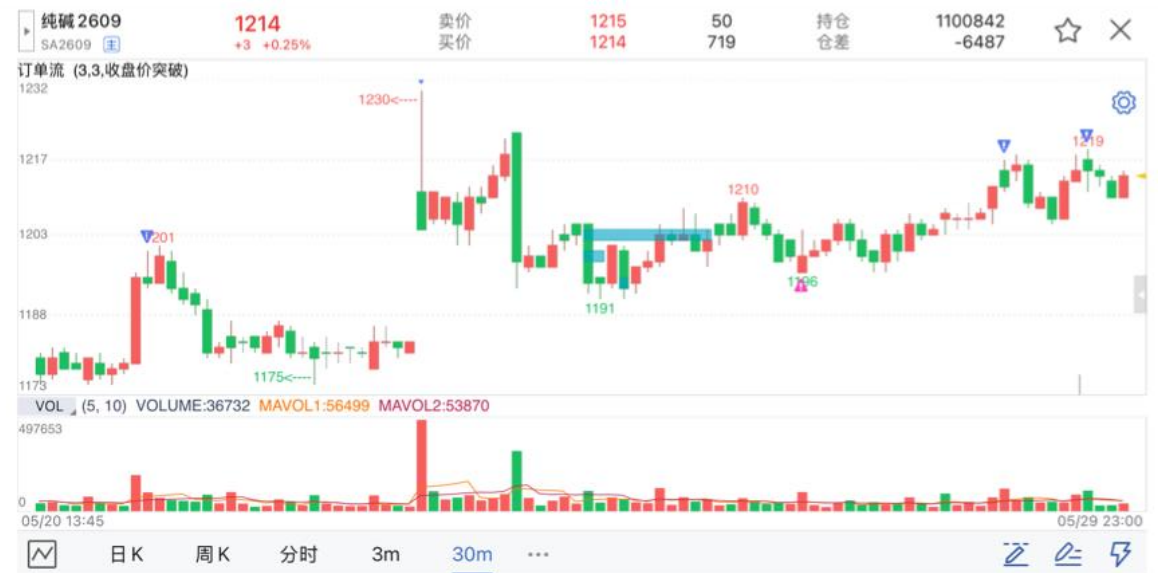 纯碱2609 1214 卖价 1215 50 持仓 1100842
SA2609 主 +3 +0.25% 买价 1214 719 仓差 -6487
订单流 (3,3,收盘价突破)
1232
1230<----
1217
1219
1210
1203
201
1196
1191
1188
1175<----
1173
VOL (5, 10) VOLUME:36732 MAVOL1:56499 MAVOL2:53870
497653
0
05/20 13:45 05/29 23:00
日K 周K 分时 3m 30m ···